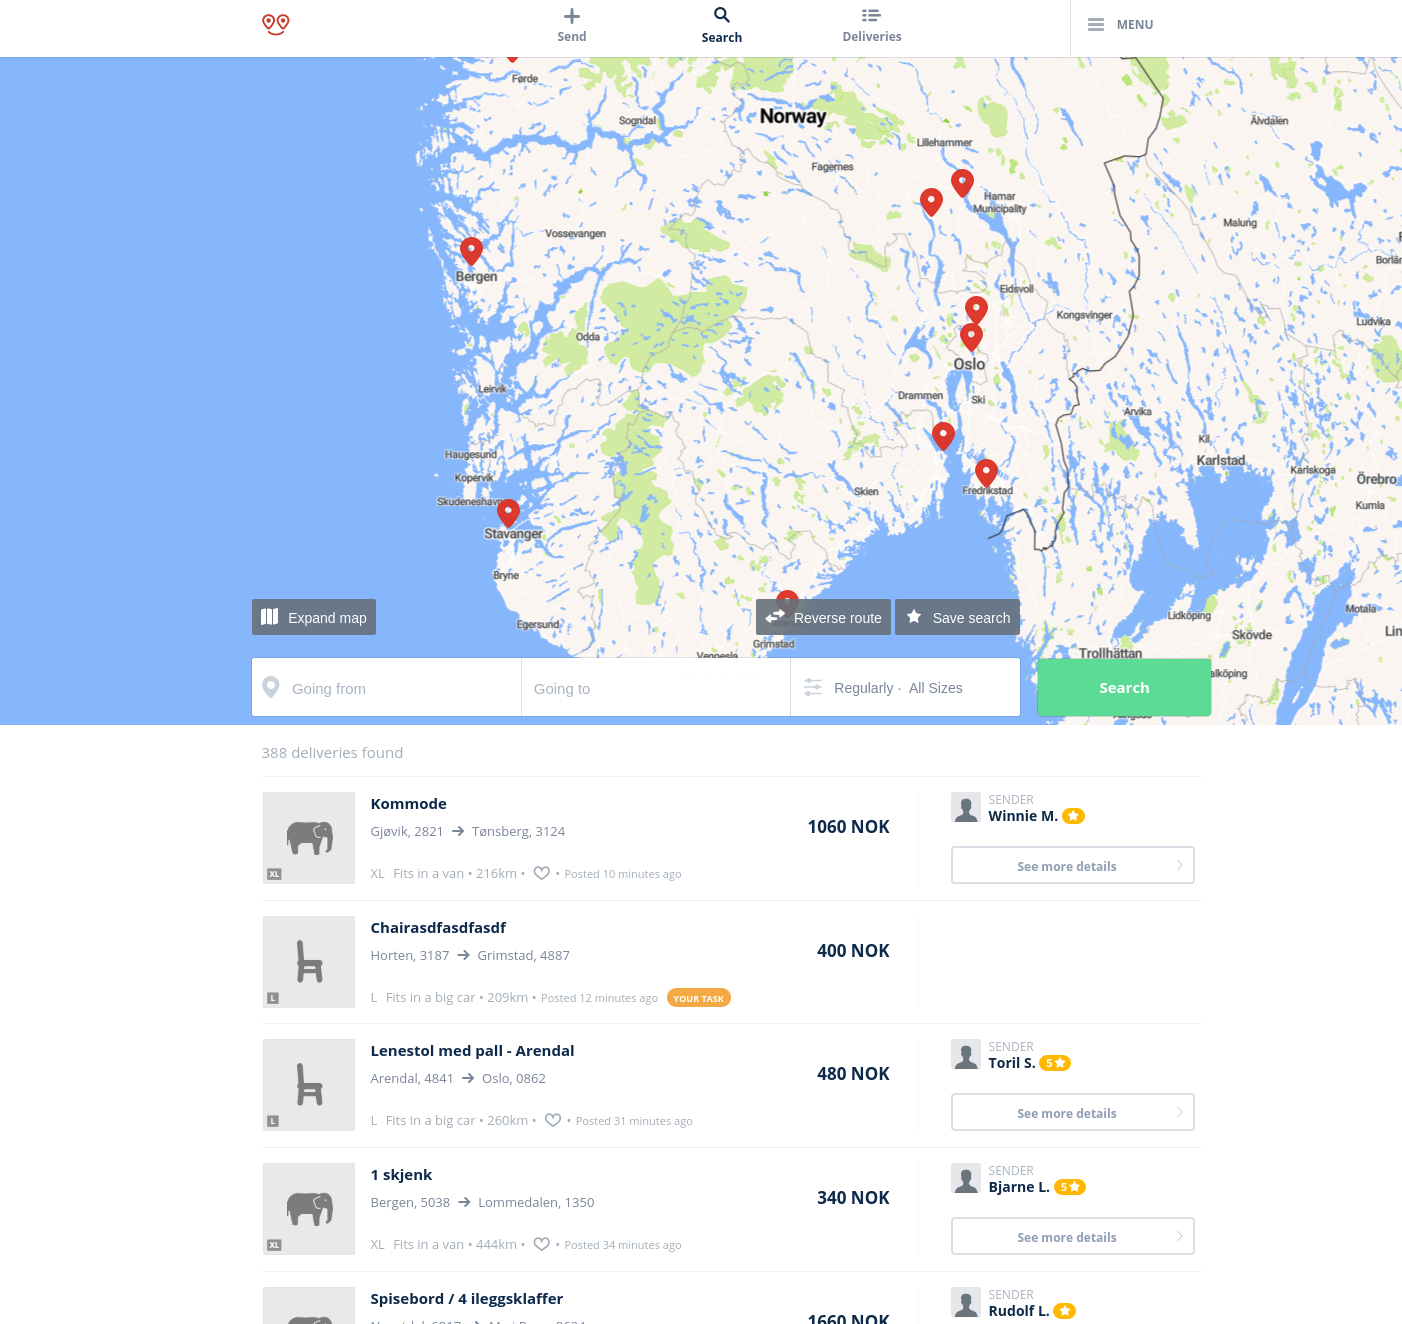 Send
Search
Deliveries
MENU
Førde
Norway
Sogndal
Älvdalen
Lillehammer
Fagernes
Hamar
Municipality
Malung
Vossevangen
Bergen
Eidsvoll
Kongsvinger
Ludvika
Odda
Oslo
Leirvik
Drammen
Ski
Arvika
Kil
Haugesund
Karlstad
Karlskoga
Kopervik
Örebro
Skien
Fredrikstad
Skudeneshavn
Kumla
Stavanger
Bryne
Motala
Lidköping
Egersund
Skövde
Grimstad
Vennesla
Trollhättan
Expand map
Reverse route
Save search
Going from
Going to
Regularly · All Sizes
Search
388 deliveries found
Kommode
Gjøvik, 2821 → Tønsberg, 3124
1060 NOK
XL
XL Fits in a van • 216km • • Posted 10 minutes ago
SENDER
Winnie M.
See more details
Chairasdfasdfasdf
Horten, 3187 → Grimstad, 4887
400 NOK
L
L Fits in a big car • 209km • Posted 12 minutes ago YOUR TASK
Lenestol med pall - Arendal
Arendal, 4841 → Oslo, 0862
480 NOK
L
L Fits in a big car • 260km • • Posted 31 minutes ago
SENDER
Toril S. 5
See more details
1 skjenk
Bergen, 5038 → Lommedalen, 1350
340 NOK
XL
XL Fits in a van • 444km • • Posted 34 minutes ago
SENDER
Bjarne L. 5
See more details
Spisebord / 4 ileggsklaffer
1660 NOK
SENDER
Rudolf L.